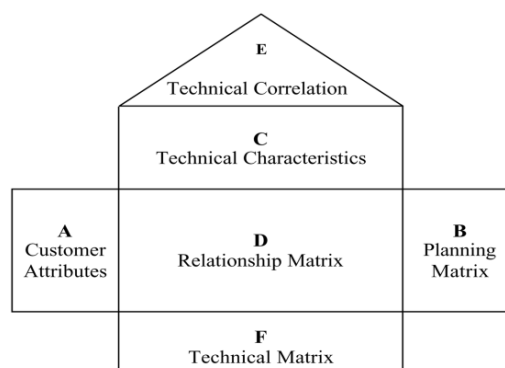 E
Technical Correlation
C
Technical Characteristics
A
Customer
Attributes
D
Relationship Matrix
B
Planning
Matrix
F
Technical Matrix